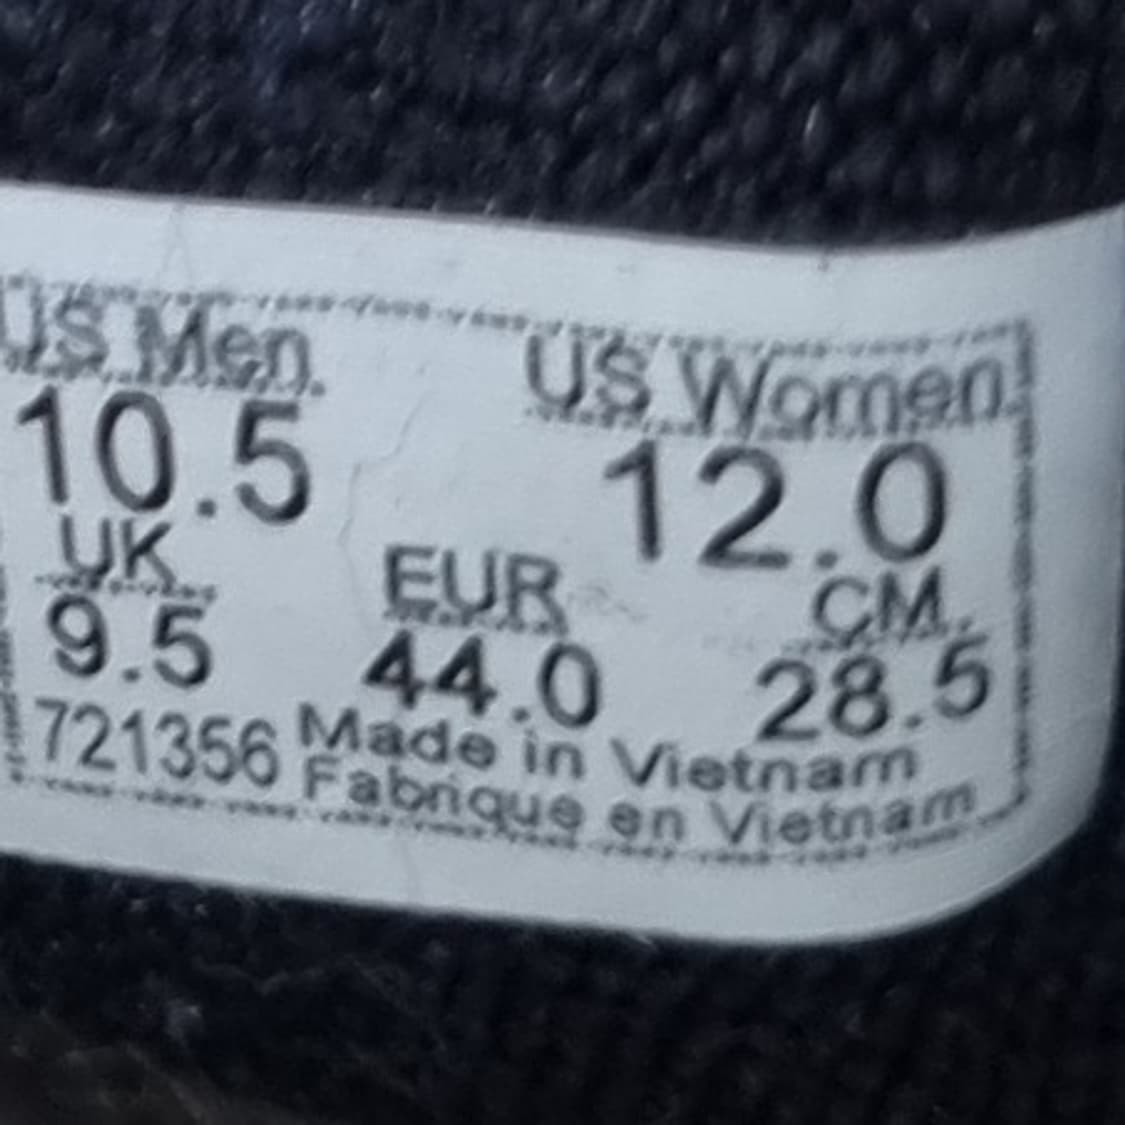 US Men US Women
10.5 12.0
UK EUR CM
9.5 44.0 28.5
721356 Made in Vietnam
Fabrique en Vietnam